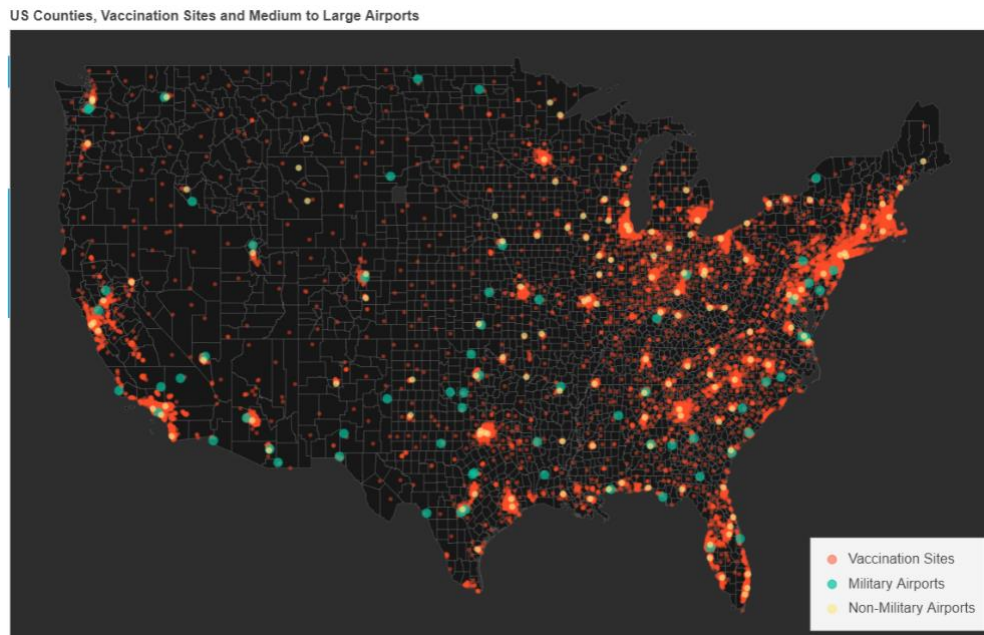 US Counties, Vaccination Sites and Medium to Large Airports
Vaccination Sites
Military Airports
Non-Military Airports